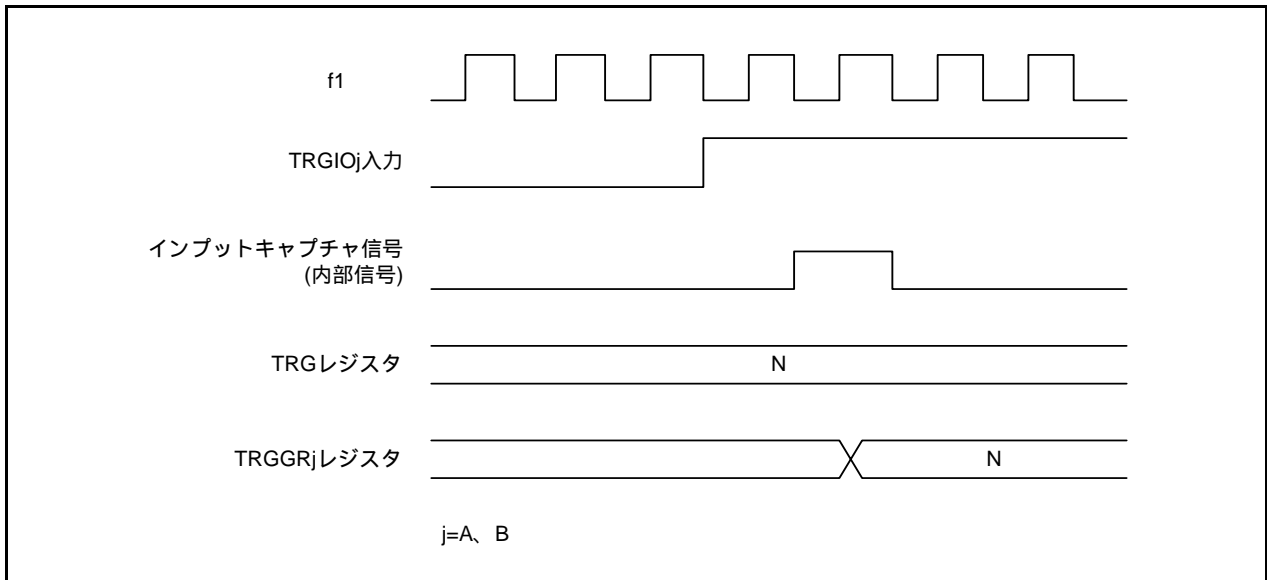 f1
TRGIOj入力
インプットキャプチャ信号
(内部信号)
TRGレジスタ
N
TRGGRjレジスタ
N
j=A、B